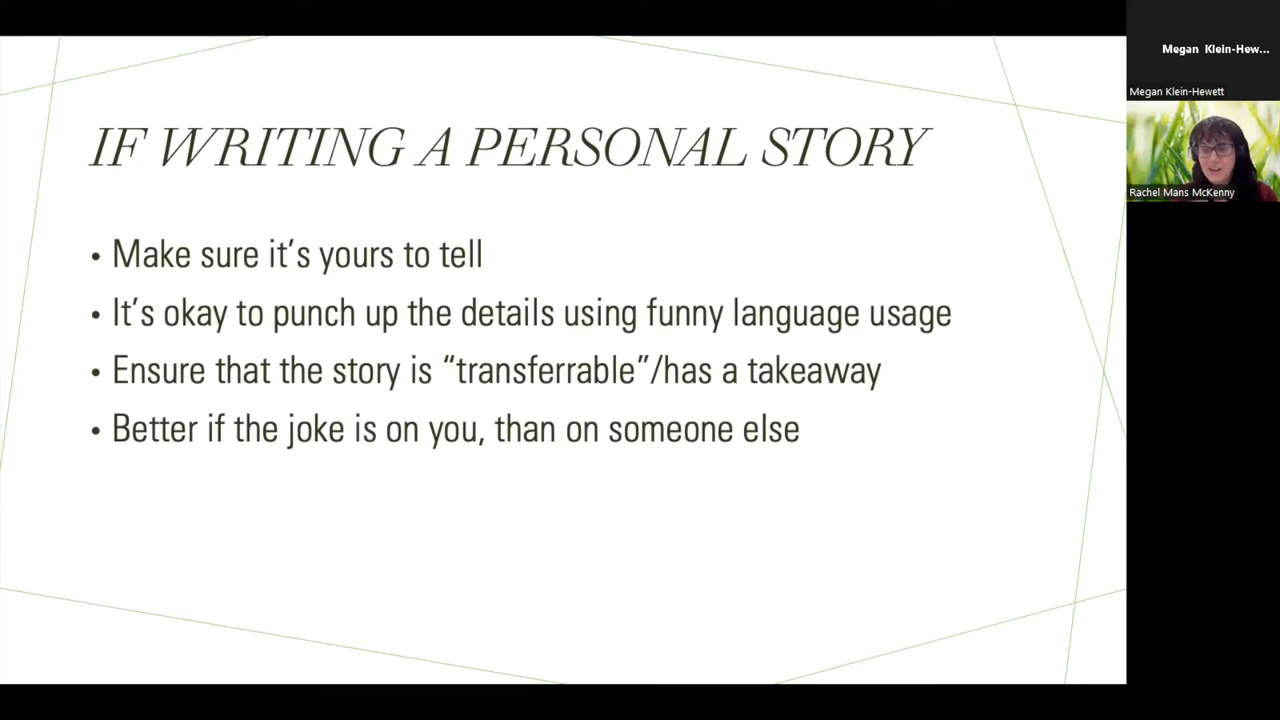 IF WRITING A PERSONAL STORY
• Make sure it's yours to tell
• It's okay to punch up the details using funny language usage
• Ensure that the story is “transferrable”/has a takeaway
• Better if the joke is on you, than on someone else
Megan Klein-Hew...
Megan Klein-Hewett
Rachel Mans McKenny